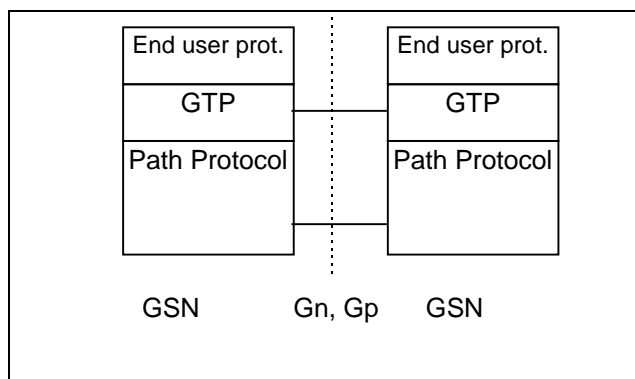 End user prot. End user prot.
GTP GTP
Path Protocol Path Protocol
GSN Gn, Gp GSN